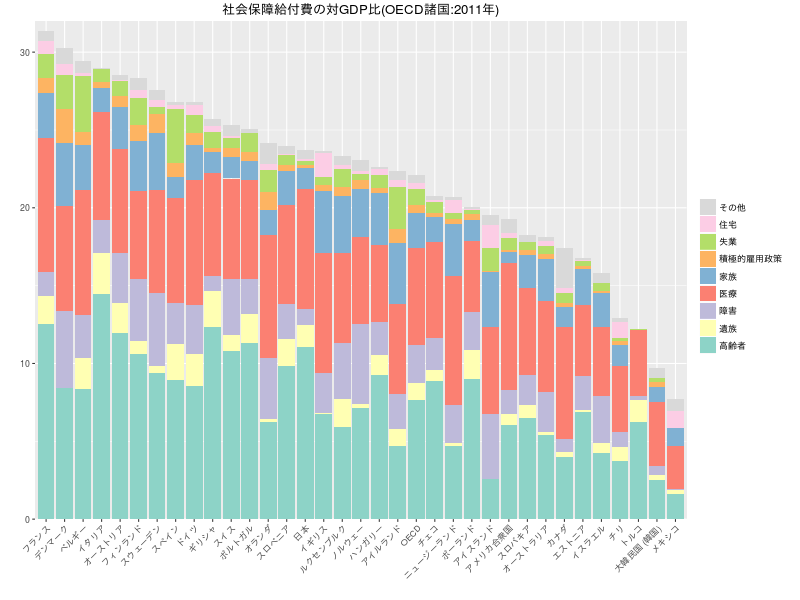 社会保障給付費の対GDP比(OECD諸国:2011年)
30
20
10
0
その他
住宅
失業
積極的雇用政策
家族
医療
障害
遺族
高齢者
フランス
デンマーク
ベルギー
イタリア
オーストリア
フィンランド
スウェーデン
スペイン
ドイツ
ギリシャ
スイス
ポルトガル
オランダ
スロベニア
日本
イギリス
ルクセンブルク
ノルウェー
ハンガリー
アイルランド
OECD
チェコ
ニュージーランド
ポーランド
アイスランド
アメリカ合衆国
スロバキア
オーストラリア
カナダ
エストニア
イスラエル
チリ
トルコ
大韓民国 (韓国)
メキシコ